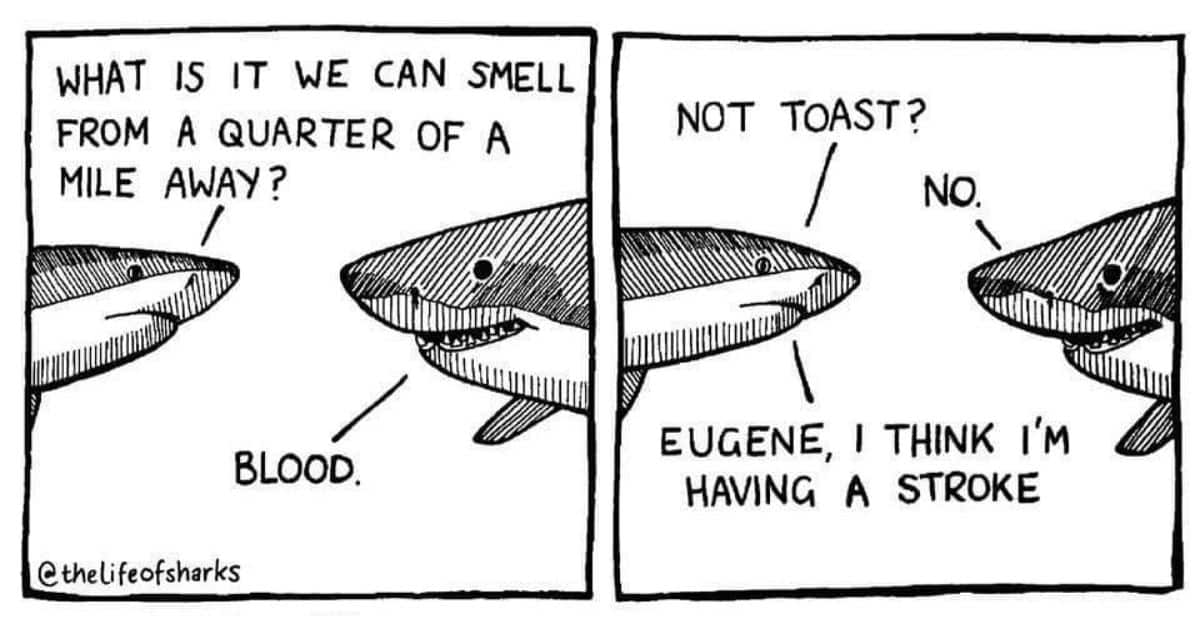 WHAT IS IT WE CAN SMELL
FROM A QUARTER OF A
MILE AWAY?
BLOOD.
@thelifeofsharks
NOT TOAST?
NO.
EUGENE, I THINK I'M
HAVING A STROKE